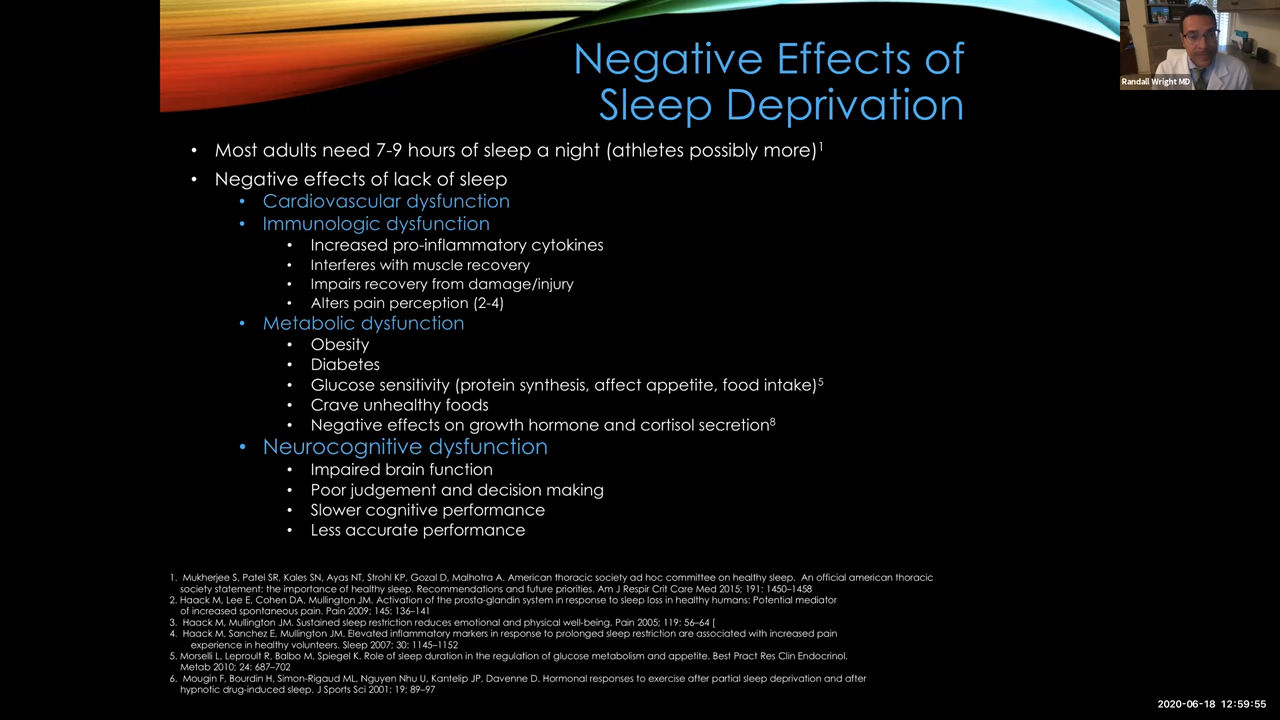 Negative Effects of
Sleep Deprivation
Randall Wright MD
• Most adults need 7-9 hours of sleep a night (athletes possibly more)1
• Negative effects of lack of sleep
• Cardiovascular dysfunction
• Immunologic dysfunction
• Increased pro-inflammatory cytokines
• Interferes with muscle recovery
• Impairs recovery from damage/injury
• Alters pain perception (2-4)
• Metabolic dysfunction
• Obesity
• Diabetes
• Glucose sensitivity (protein synthesis, affect appetite, food intake)5
• Crave unhealthy foods
• Negative effects on growth hormone and cortisol secretion8
• Neurocognitive dysfunction
• Impaired brain function
• Poor judgement and decision making
• Slower cognitive performance
• Less accurate performance
1. Mukherjee S, Patel SR, Kales SN, Ayas NT, Strohl KP, Gozal D, Malhotra A. American thoracic society ad hoc committee on healthy sleep. An official american thoracic
society statement: the importance of healthy sleep. Recommendations and future priorities. Am J Respir Crit Care Med 2015; 191: 1450–1458
2. Haack M, Lee E, Cohen DA, Mullington JM. Activation of the prosta-glandin system in response to sleep loss in healthy humans: Potential mediator
of increased spontaneous pain. Pain 2009; 145: 136–141
3. Haack M, Mullington JM. Sustained sleep restriction reduces emotional and physical well-being. Pain 2005; 119: 56–64 [
4. Haack M, Sanchez E, Mullington JM. Elevated inflammatory markers in response to prolonged sleep restriction are associated with increased pain
experience in healthy volunteers. Sleep 2007; 30: 1145–1152
5. Morselli L, Leproult R, Balbo M, Spiegel K. Role of sleep duration in the regulation of glucose metabolism and appetite. Best Pract Res Clin Endocrinol.
Metab 2010; 24: 687–702
6. Mougin F, Bourdin H, Simon-Rigaud ML, Nguyen Nhu U, Kantelip JP, Davenne D. Hormonal responses to exercise after partial sleep deprivation and after
hypnotic drug-induced sleep. J Sports Sci 2001; 19: 89–97
2020-06-18 12:59:55